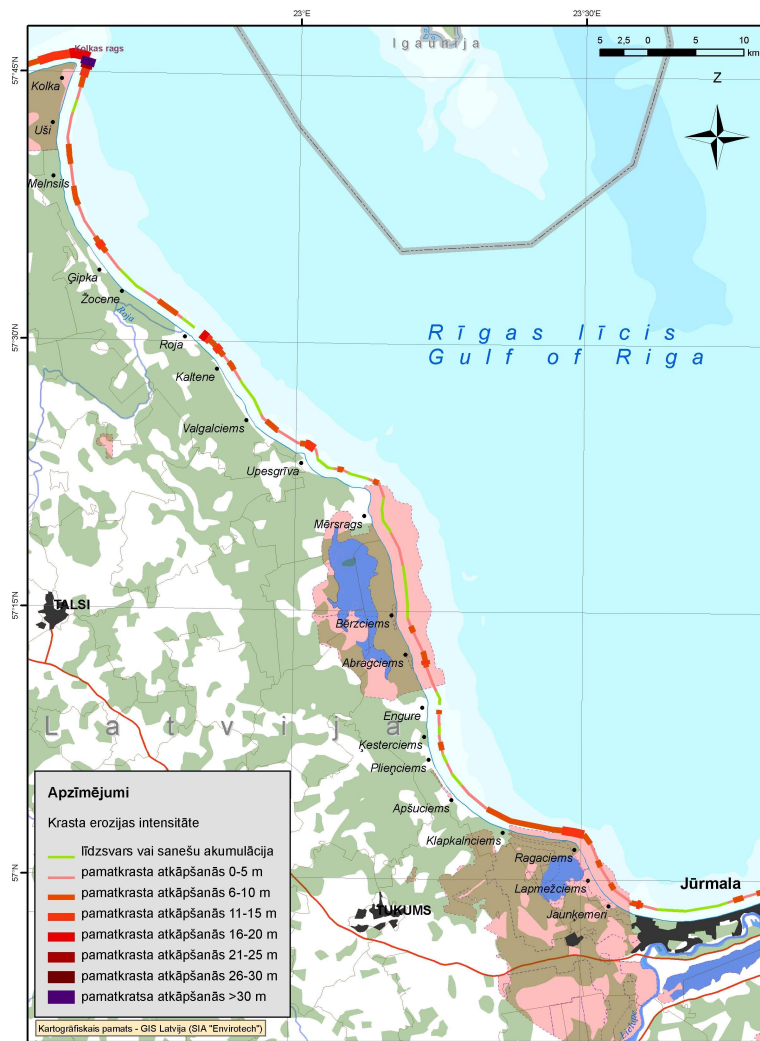 23°E
23°30'E
Igaunija
5 2,5 0 5 10
km
Kolkas rags
57°45'N
Z
Kolka
Uši
Melnsils
Ģipka
Žocene
Roja
57°30'N
Roja
Rīgas līcis
Gulf of Riga
Kaltene
Valgalciems
Upesgrīva
Mērsrags
57°15'N
TALSI
Bērzciems
Abragciems
Engure
Latvija
Ķesterciems
Plieņciems
Apšuciems
Klapkalnciems
Ragaciems
57°N
Lapmežciems
Jūrmala
TUKUMS
Jaunķemeri
Lielupe
Apzīmējumi
Krasta erozijas intensitāte
līdzsvars vai sanešu akumulācija
pamatkrasta atkāpšanās 0-5 m
pamatkrasta atkāpšanās 6-10 m
pamatkrasta atkāpšanās 11-15 m
pamatkrasta atkāpšanās 16-20 m
pamatkrasta atkāpšanās 21-25 m
pamatkrasta atkāpšanās 26-30 m
pamatkratsa atkāpšanās >30 m
Kartogrāfiskais pamats - GIS Latvija (SIA "Envirotech")